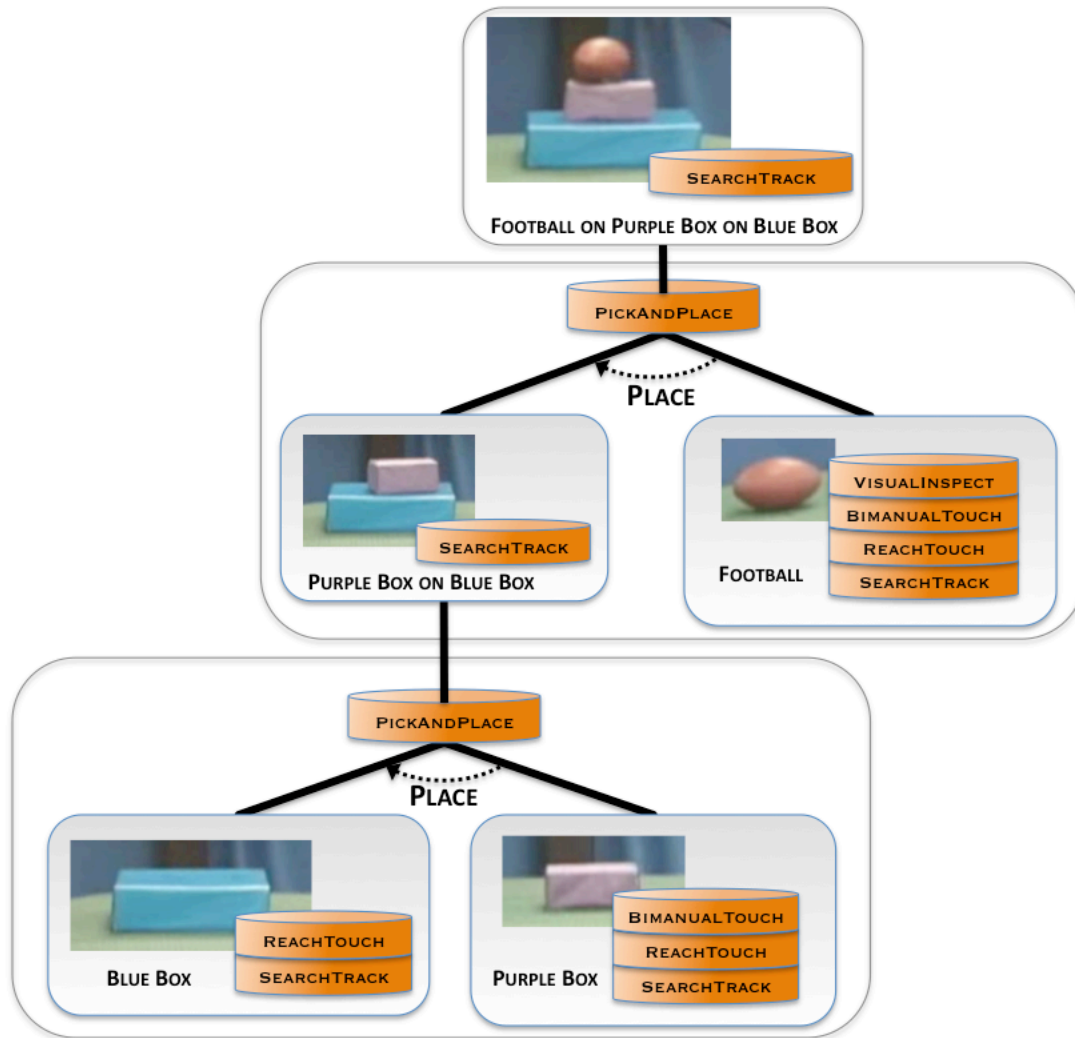 SEARCHTRACK
FOOTBALL ON PURPLE BOX ON BLUE BOX
PICKANDPLACE
PLACE
SEARCHTRACK
PURPLE BOX ON BLUE BOX
VISUALINSPECT
BIMANUALTOUCH
REACHTOUCH
SEARCHTRACK
FOOTBALL
PICKANDPLACE
PLACE
REACHTOUCH
SEARCHTRACK
BLUE BOX
BIMANUALTOUCH
REACHTOUCH
SEARCHTRACK
PURPLE BOX